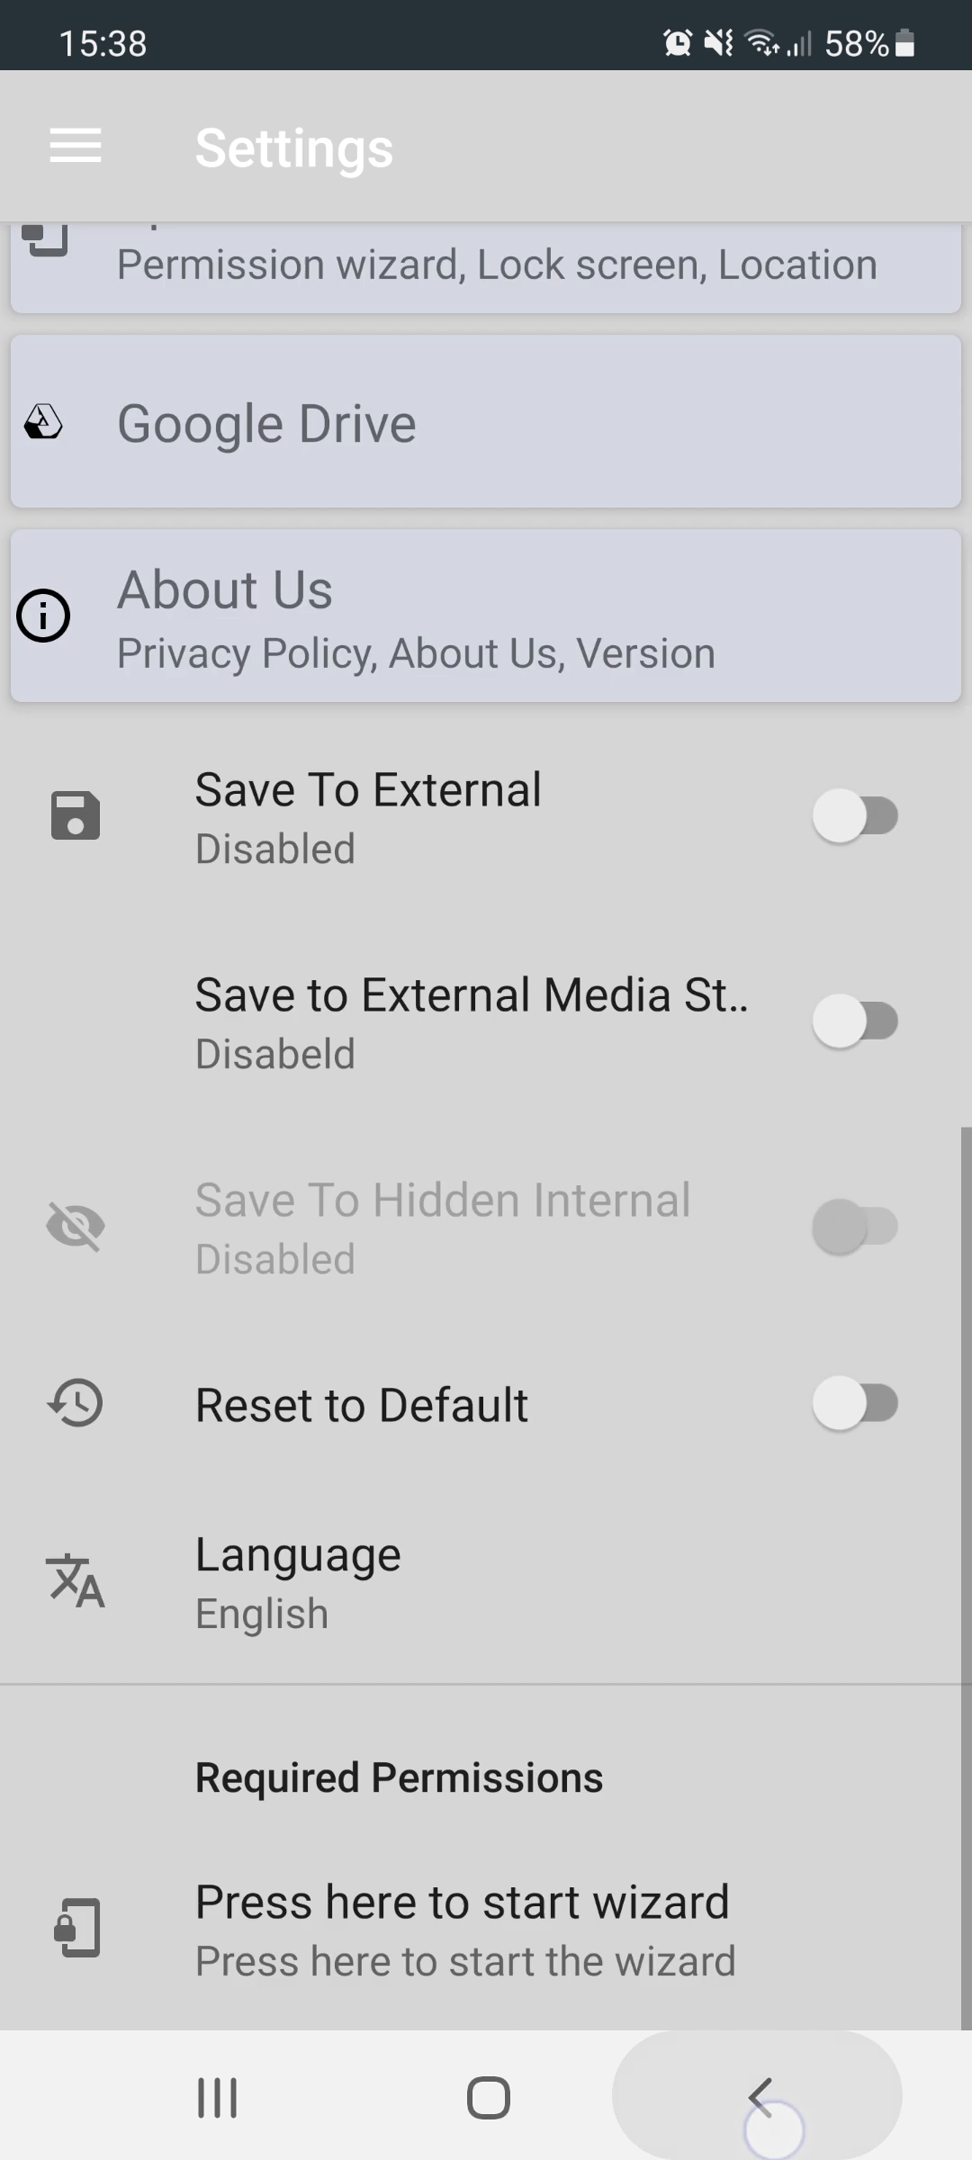 15:38
58%
Settings
Permission wizard, Lock screen, Location
Google Drive
About Us
Privacy Policy, About Us, Version
Save To External
Disabled
Save to External Media St..
Disabeld
Save To Hidden Internal
Disabled
Reset to Default
Language
English
Required Permissions
Press here to start wizard
Press here to start the wizard